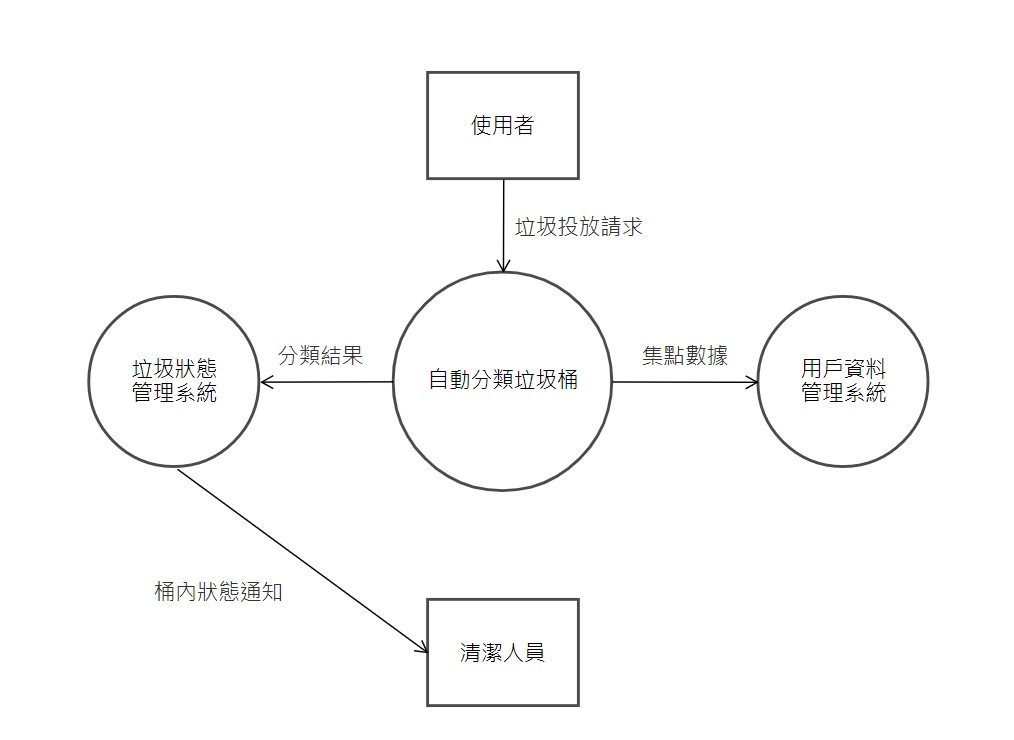 使用者
垃圾投放請求
分類結果
集點數據
垃圾狀態
管理系統
自動分類垃圾桶
用戶資料
管理系統
桶內狀態通知
清潔人員